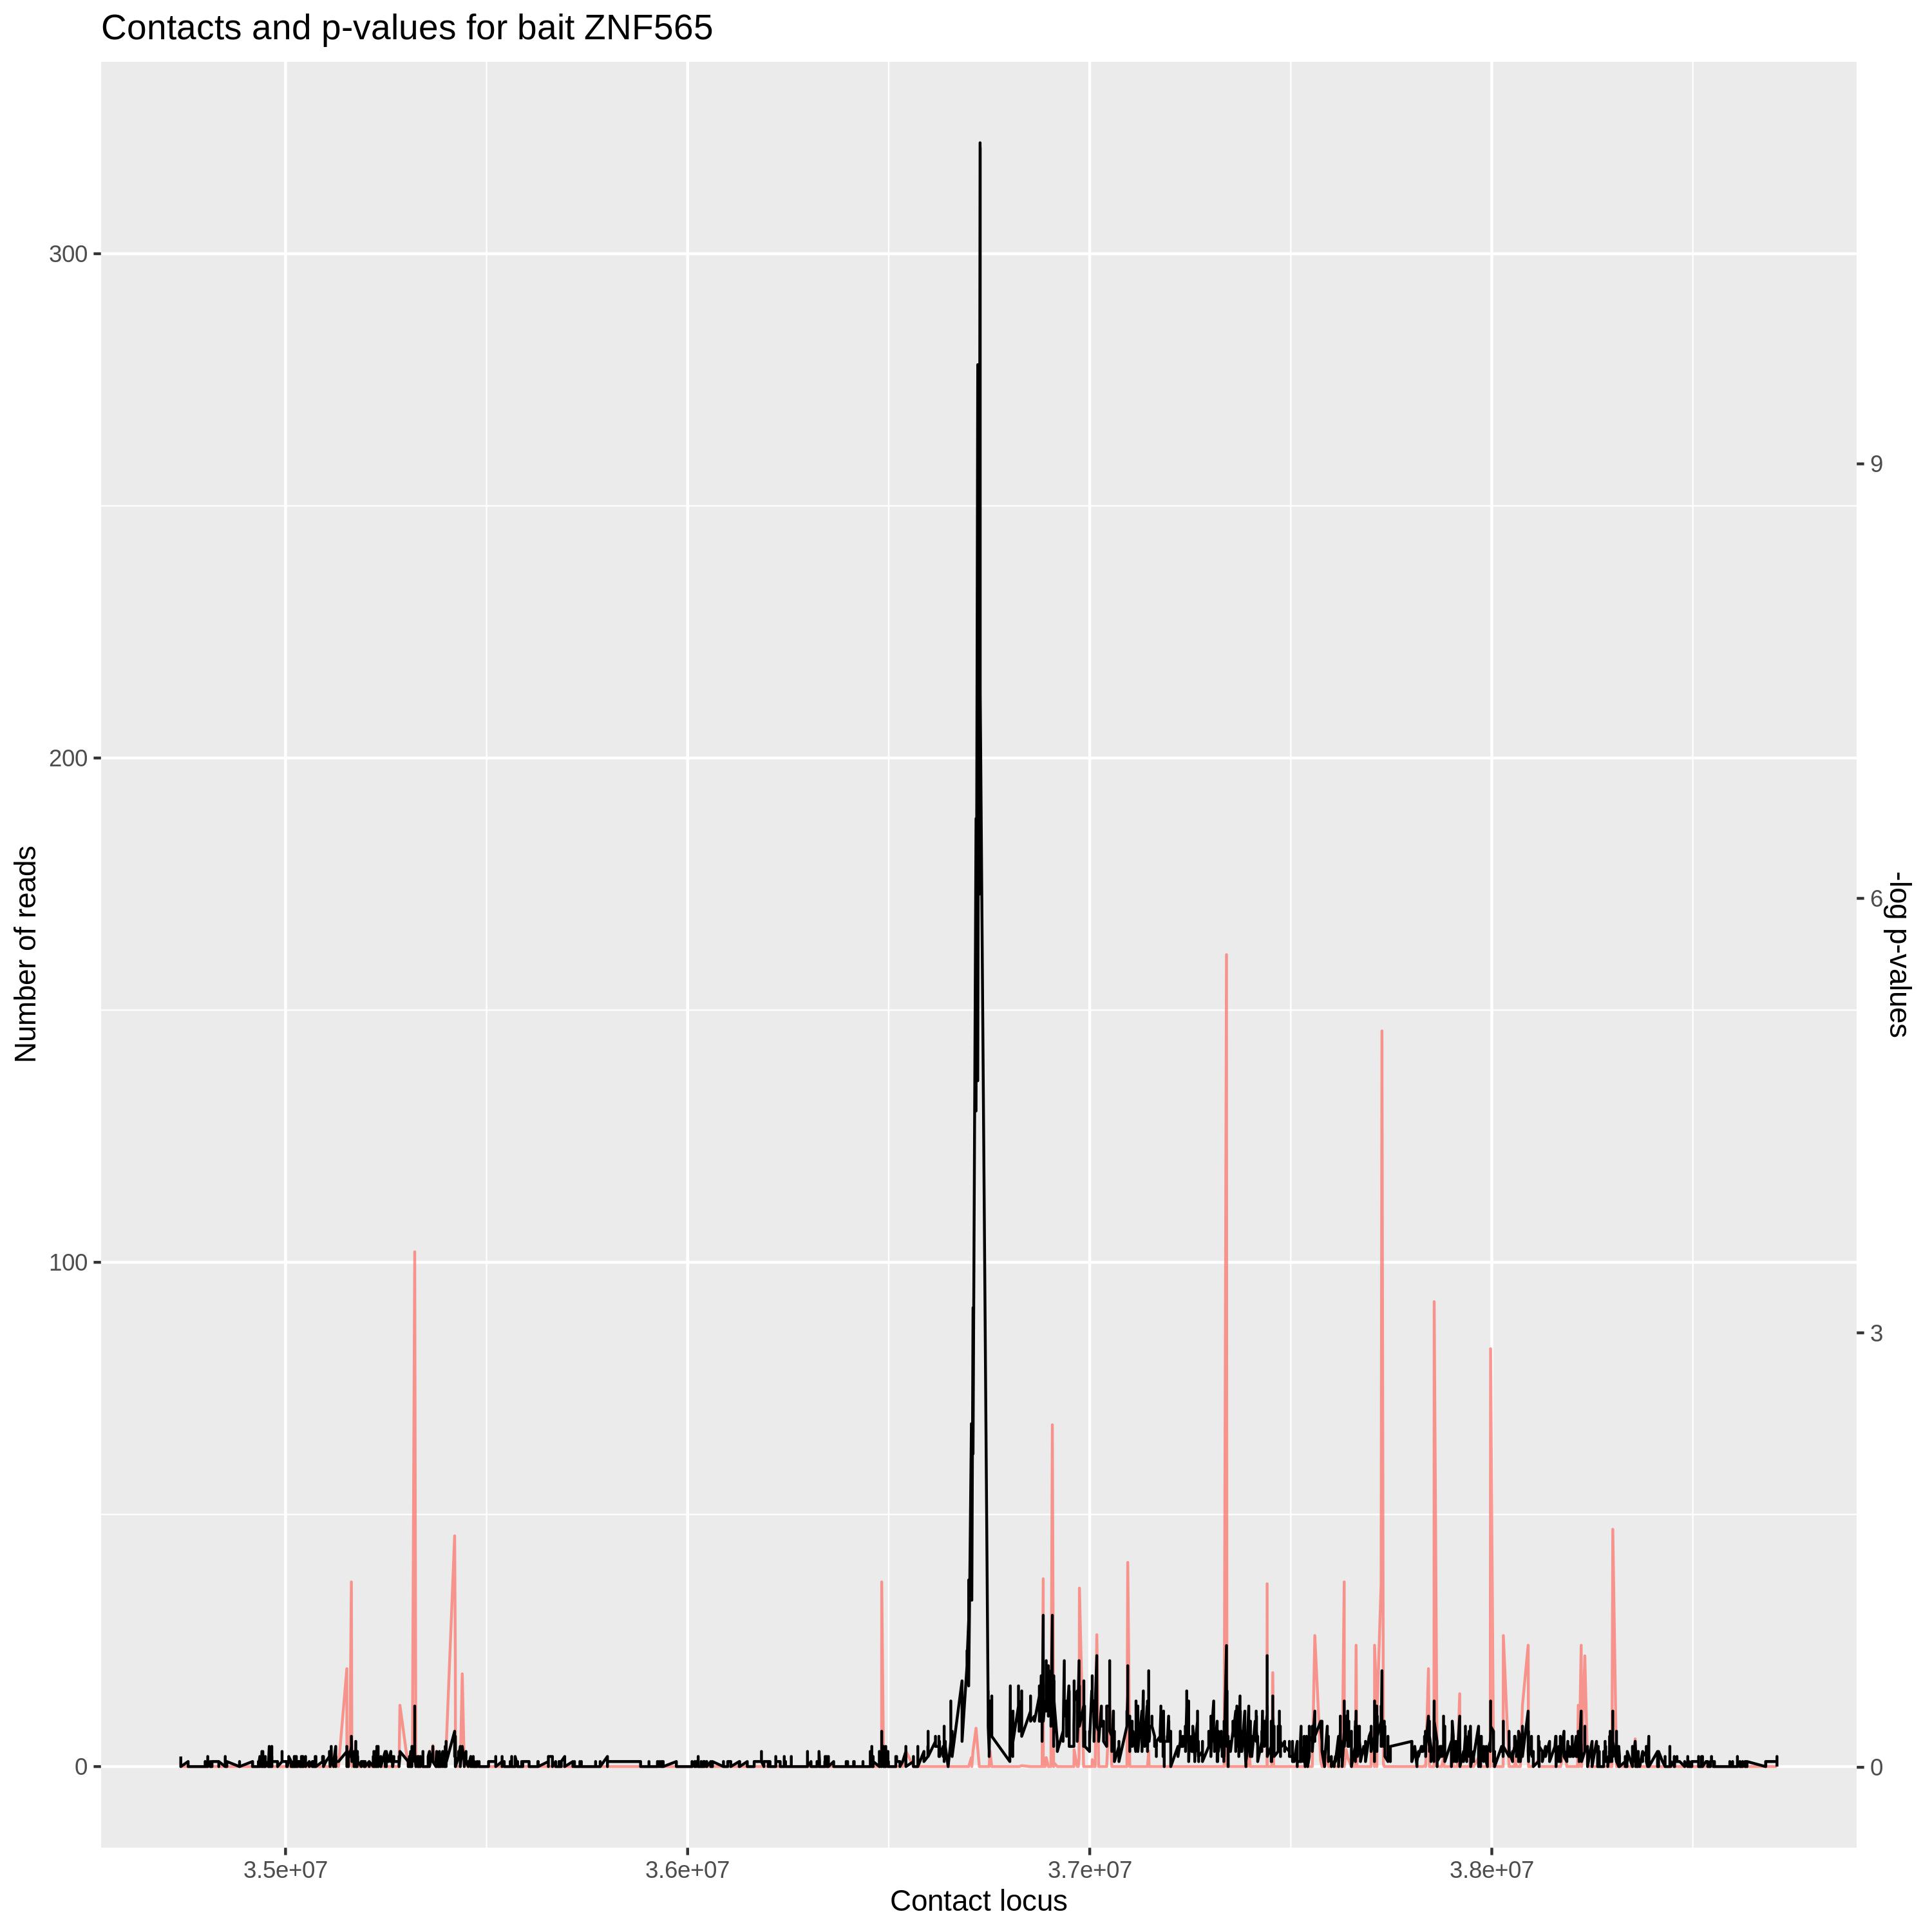 Contacts and p-values for bait ZNF565
300
200
100
0
Number of reads
9
6
3
0
-log p-values
3.5e+07
3.6e+07
3.7e+07
3.8e+07
Contact locus